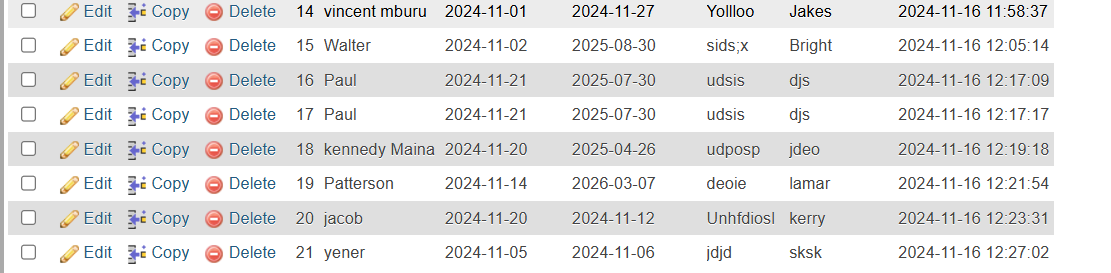 Edit Copy Delete 14 vincent mburu 2024-11-01 2024-11-27 Yollloo Jakes 2024-11-16 11:58:37
Edit Copy Delete 15 Walter 2024-11-02 2025-08-30 sids;x Bright 2024-11-16 12:05:14
Edit Copy Delete 16 Paul 2024-11-21 2025-07-30 udsis djs 2024-11-16 12:17:09
Edit Copy Delete 17 Paul 2024-11-21 2025-07-30 udsis djs 2024-11-16 12:17:17
Edit Copy Delete 18 kennedy Maina 2024-11-20 2025-04-26 udposp jdeo 2024-11-16 12:19:18
Edit Copy Delete 19 Patterson 2024-11-14 2026-03-07 deoie lamar 2024-11-16 12:21:54
Edit Copy Delete 20 jacob 2024-11-20 2024-11-12 Unhfdiosl kerry 2024-11-16 12:23:31
Edit Copy Delete 21 yener 2024-11-05 2024-11-06 jdjd sksk 2024-11-16 12:27:02